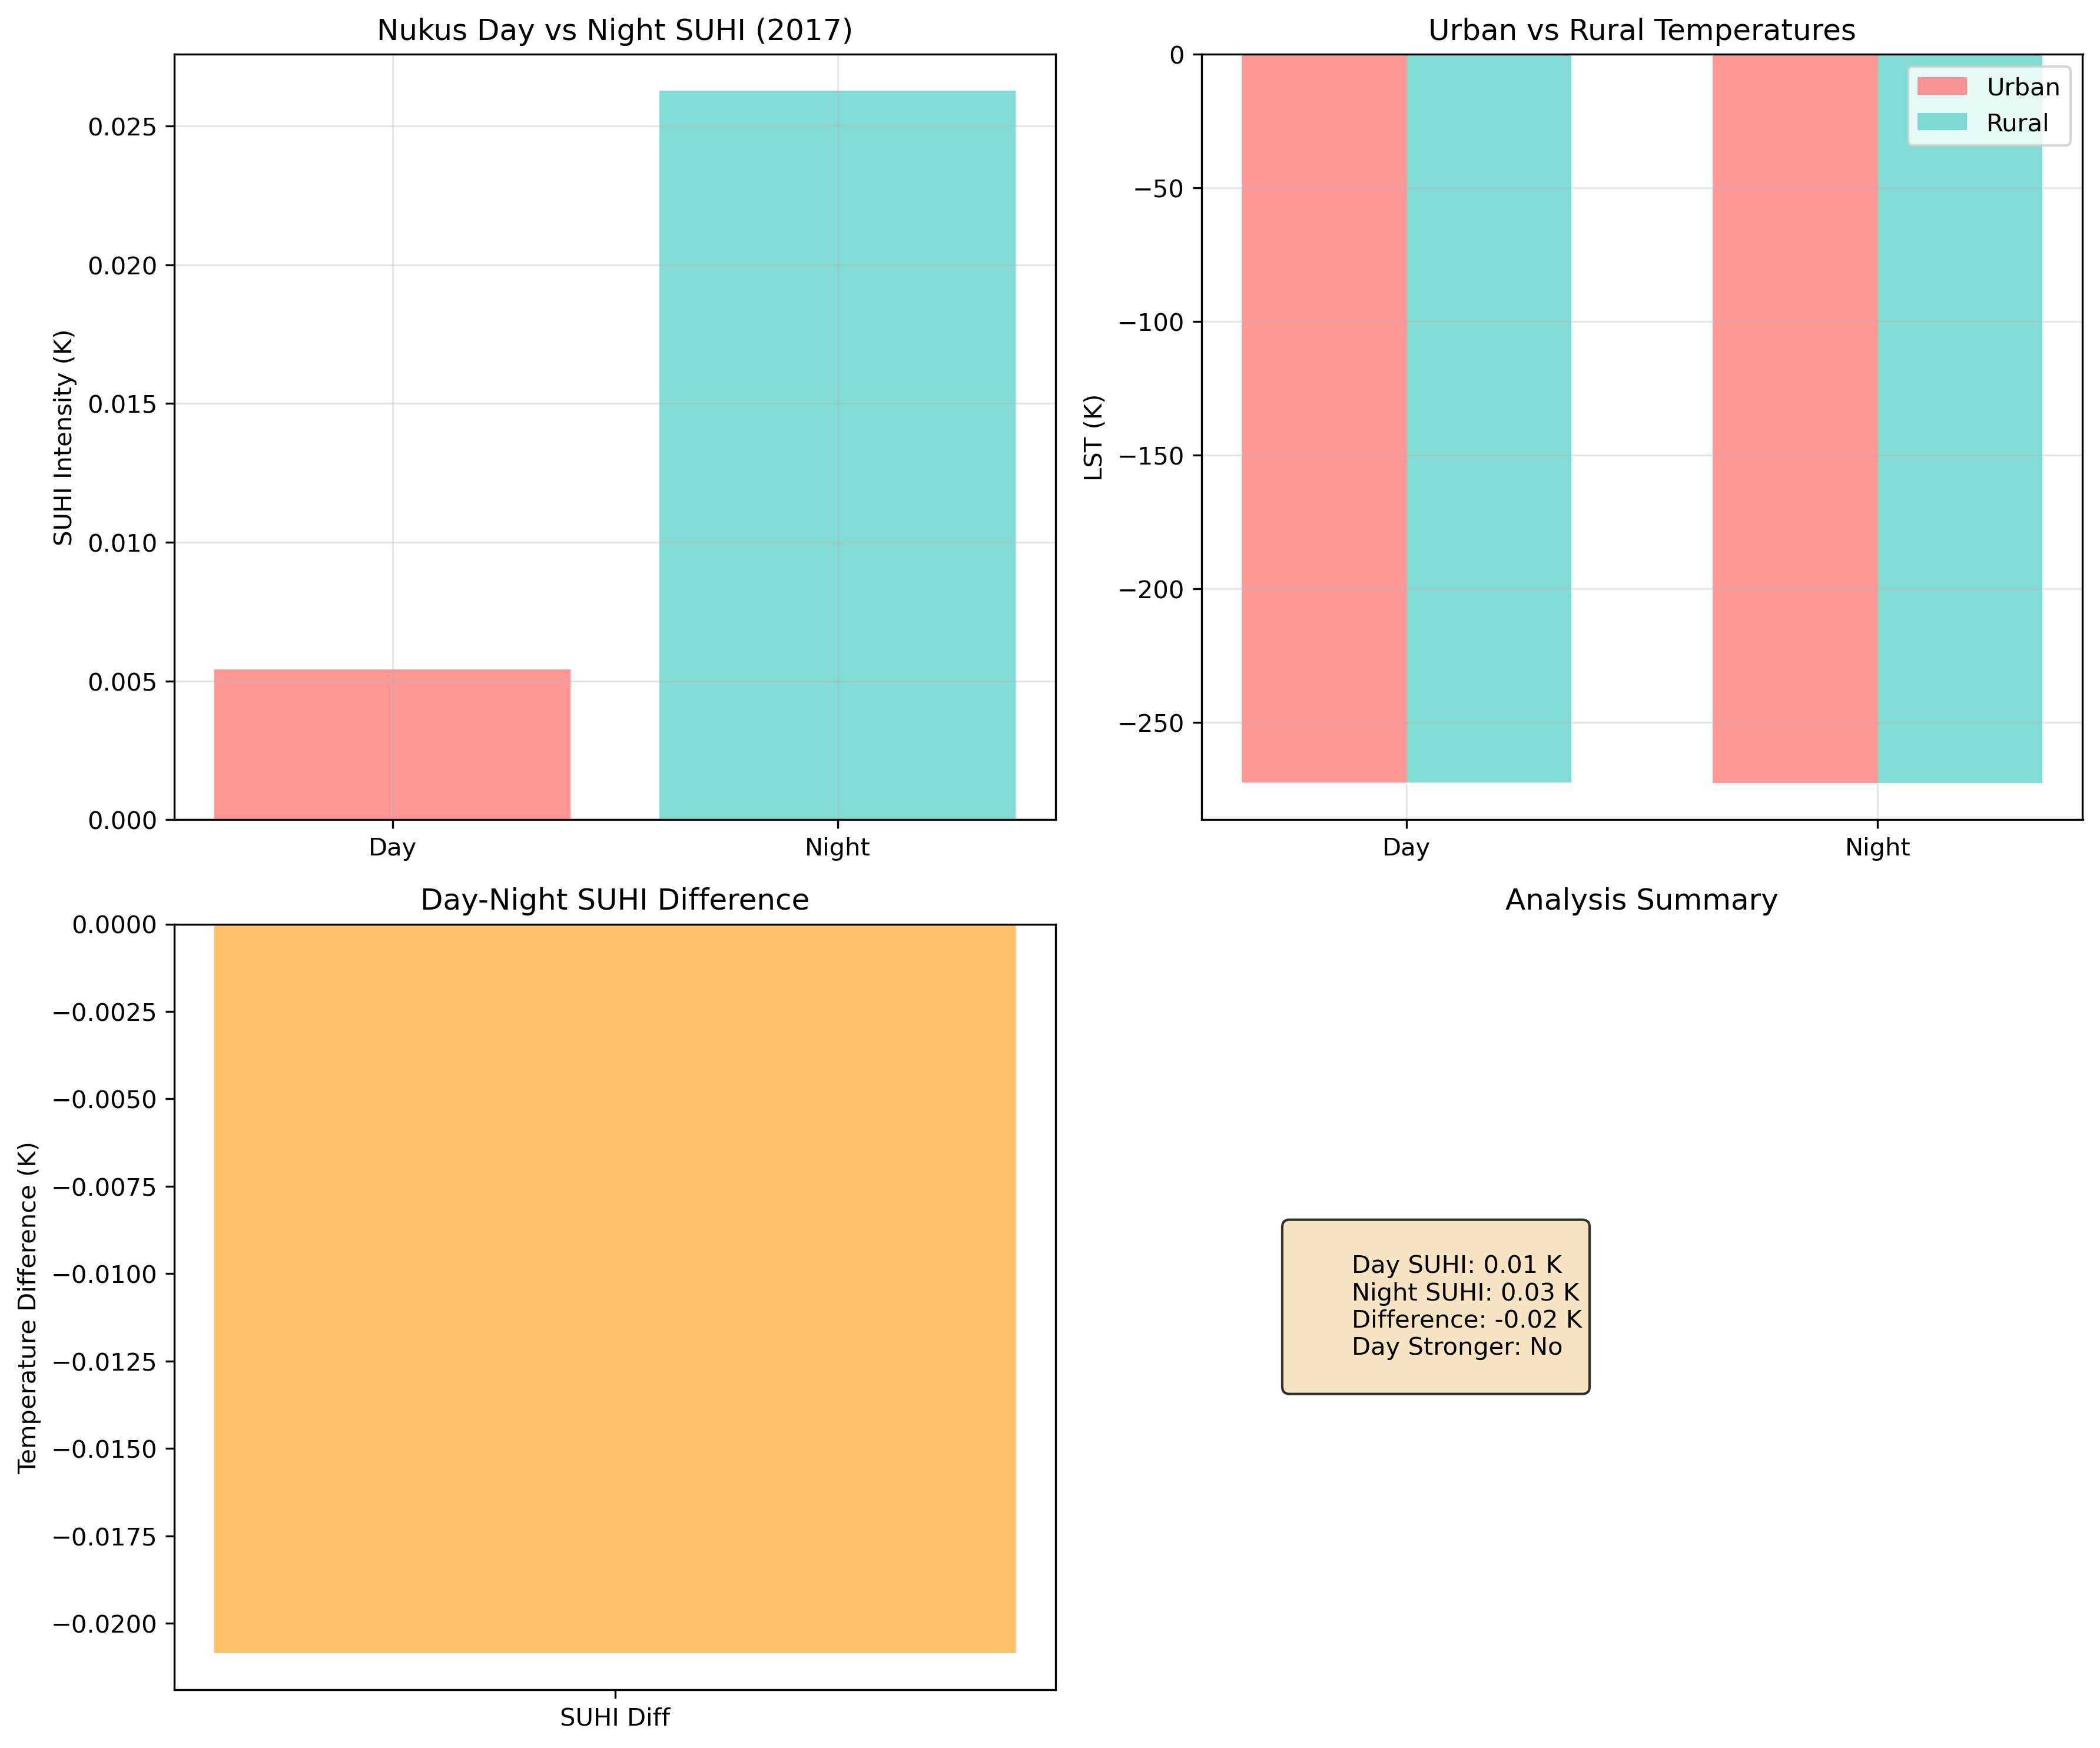 Nukus Day vs Night SUHI (2017)
SUHI Intensity (K)
0.025
0.020
0.015
0.010
0.005
0.000
Day
Night
Urban vs Rural Temperatures
LST (K)
0
−50
−100
−150
−200
−250
Urban
Rural
Day
Night
Day-Night SUHI Difference
Temperature Difference (K)
0.0000
−0.0025
−0.0050
−0.0075
−0.0100
−0.0125
−0.0150
−0.0175
−0.0200
SUHI Diff
Analysis Summary
Day SUHI: 0.01 K
Night SUHI: 0.03 K
Difference: -0.02 K
Day Stronger: No